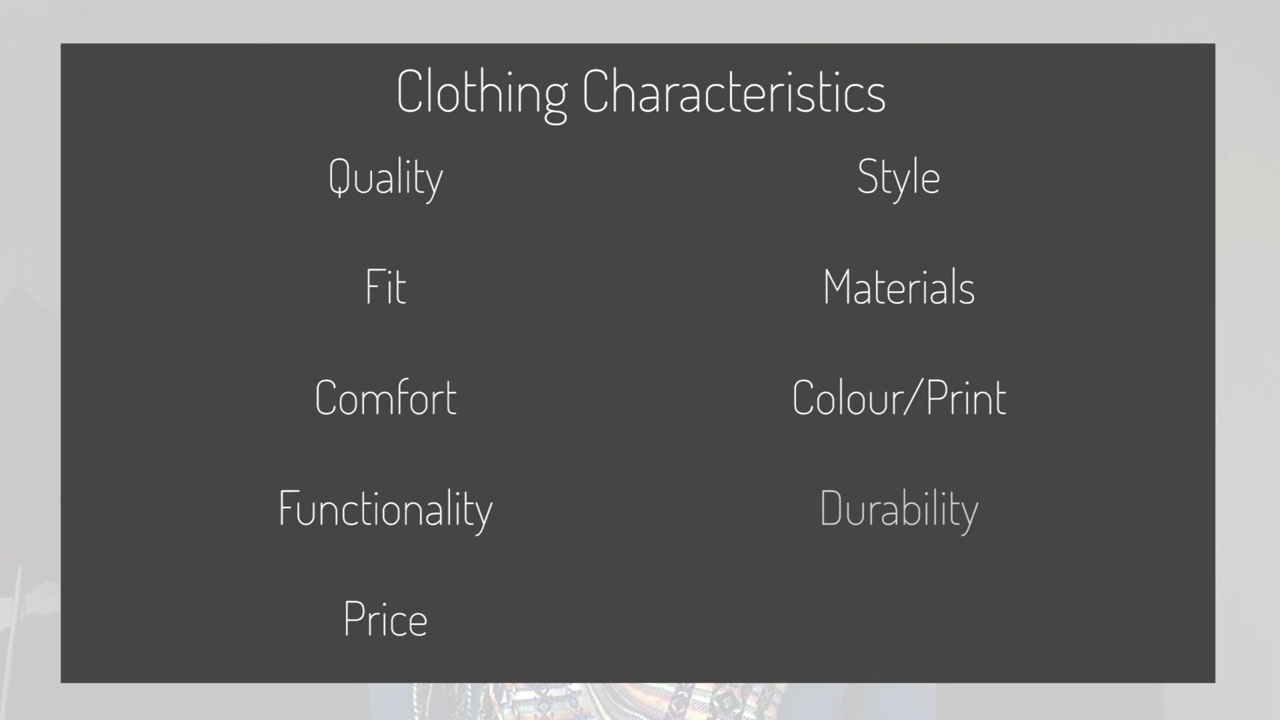 Clothing Characteristics
Quality
Style
Fit
Materials
Comfort
Colour/Print
Functionality
Durability
Price